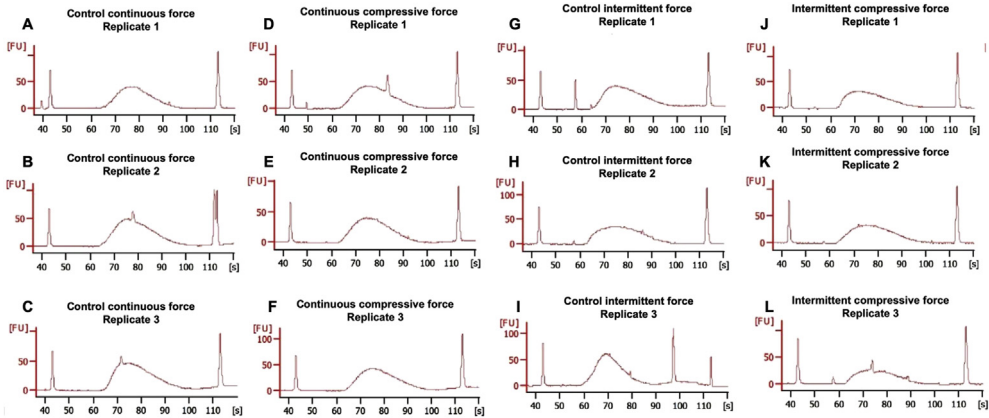 A
Control continuous force
Replicate 1
[FU]
50
0
40 50 60 70 80 90 100 110 [s]
D
Continuous compressive force
Replicate 1
[FU]
50
0
40 50 60 70 80 90 100 110 [s]
G
Control intermittent force
Replicate 1
[FU]
50
0
40 50 60 70 80 90 100 110 [s]
J
Intermittent compressive force
Replicate 1
[FU]
50
0
40 50 60 70 80 90 100 110 [s]
B
Control continuous force
Replicate 2
[FU]
50
0
40 50 60 70 80 90 100 110 [s]
E
Continuous compressive force
Replicate 2
[FU]
50
0
40 50 60 70 80 90 100 110 [s]
H
Control intermittent force
Replicate 2
[FU]
100
50
0
40 50 60 70 80 90 100 110 [s]
K
Intermittent compressive force
Replicate 2
[FU]
50
0
40 50 60 70 80 90 100 110 [s]
C
Control continuous force
Replicate 3
[FU]
50
0
40 50 60 70 80 90 100 110 [s]
F
Continuous compressive force
Replicate 3
[FU]
100
50
0
40 50 60 70 80 90 100 110 [s]
I
Control intermittent force
Replicate 3
[FU]
100
50
0
40 50 60 70 80 90 100 110 [s]
L
Intermittent compressive force
Replicate 3
[FU]
50
0
40 50 60 70 80 90 100 110 [s]